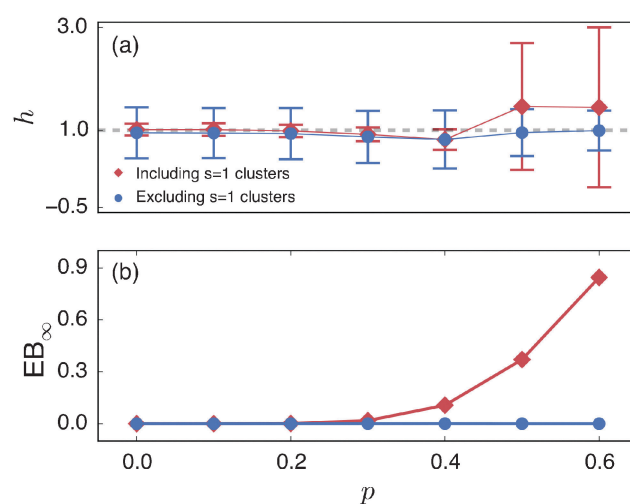 3.0
(a)
h
1.0
Including s=1 clusters
Excluding s=1 clusters
−0.5
(b)
0.9
0.6
EB∞
0.3
0.0
0.0 0.2 0.4 0.6
p